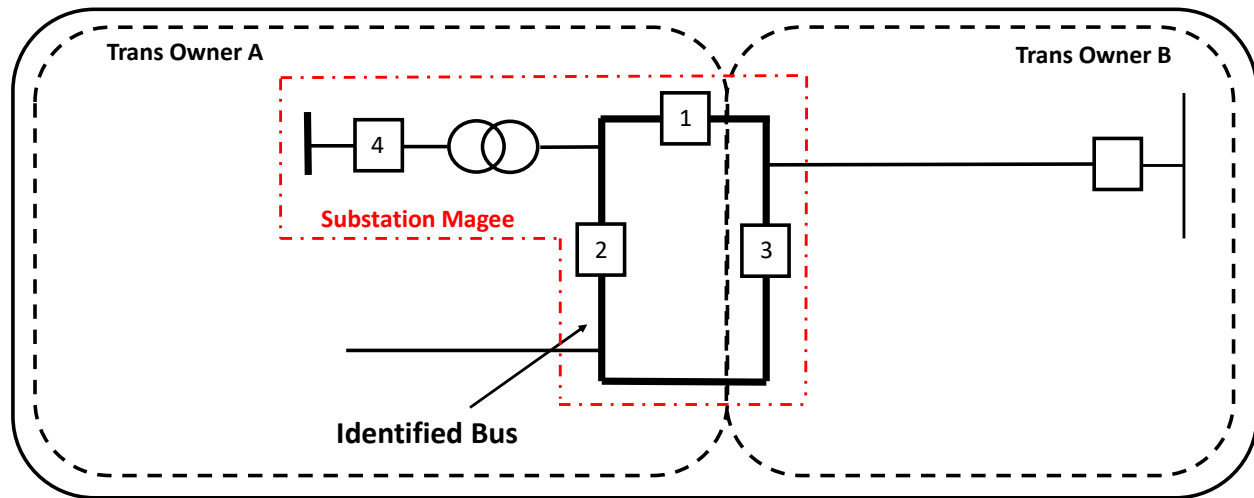 Trans Owner A
Trans Owner B
1
4
Substation Magee
2
3
Identified Bus